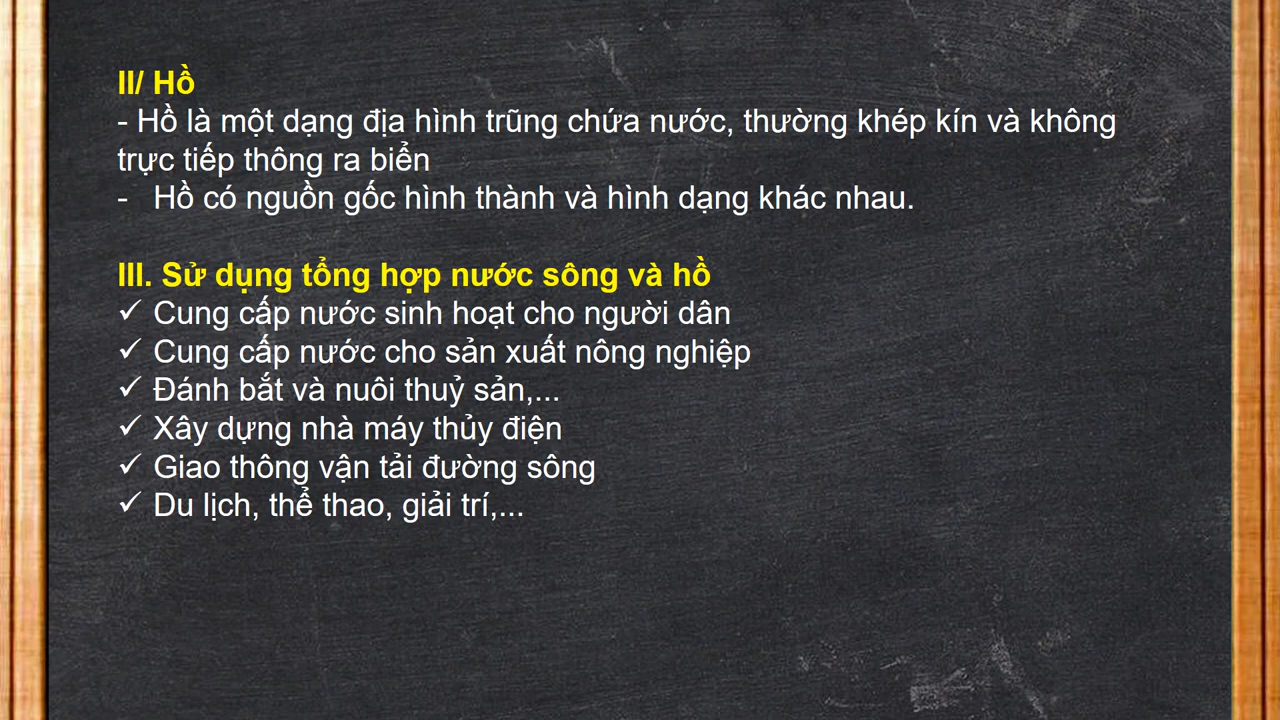 II/ Hồ
- Hồ là một dạng địa hình trũng chứa nước, thường khép kín và không
trực tiếp thông ra biển
- Hồ có nguồn gốc hình thành và hình dạng khác nhau.
III. Sử dụng tổng hợp nước sông và hồ
✓ Cung cấp nước sinh hoạt cho người dân
✓ Cung cấp nước cho sản xuất nông nghiệp
✓ Đánh bắt và nuôi thuỷ sản,...
✓ Xây dựng nhà máy thủy điện
✓ Giao thông vận tải đường sông
✓ Du lịch, thể thao, giải trí,...